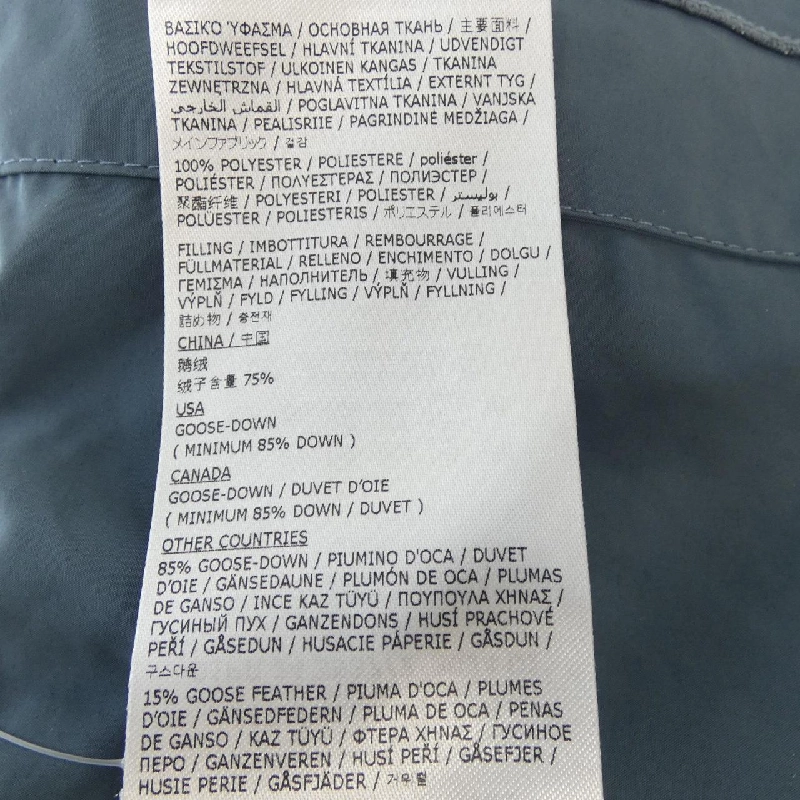 ΒΑΣΙΚΌ ΎΦΑΣΜΑ / ОСНОВНАЯ ТКАНЬ / 主要面料 /
HOOFDWEEFSEL / HLAVNÍ TKANINA / UDVENDIGT
TEKSTILSTOF / ULKOINEN KANGAS / TKANINA
ZEWNĘTRZNA / HLAVNÁ TEXTÍLIA / EXTERNT TYG /
القماش الخارجي / POGLAVITNA TKANINA / VANJSKA
TKANINA / PEALISRIIE / PAGRINDINĖ MEDŽIAGA /
メインファブリック / 겉감
100% POLYESTER / POLIESTERE / poliéster /
POLIÉSTER / ΠΟΛΥΕΣΤΕΡΑΣ / ПОЛИЭСТЕР /
聚酯纤维 / POLYESTERI / POLIESTER / بوليستر /
POLÜESTER / POLIESTERIS / ポリエステル / 폴리에스터
FILLING / IMBOTTITURA / REMBOURRAGE /
FÜLLMATERIAL / RELLENO / ENCHIMENTO / DOLGU /
ΓΕΜΙΣΜΑ / НАПОЛНИТЕЛЬ / 填充物 / VULLING /
VÝPLŇ / FYLD / FYLLING / VÝPLŇ / FYLLNING /
詰め物 / 충전재
CHINA / 中国
鹅绒
绒子含量 75%
USA
GOOSE-DOWN
( MINIMUM 85% DOWN )
CANADA
GOOSE-DOWN / DUVET D'OIE
( MINIMUM 85% DOWN / DUVET )
OTHER COUNTRIES
85% GOOSE-DOWN / PIUMINO D'OCA / DUVET
D'OIE / GÄNSEDAUNE / PLUMÓN DE OCA / PLUMAS
DE GANSO / INCE KAZ TÜYÜ / ΠΟΥΠΟΥΛΑ ΧΗΝΑΣ /
ГУСИНЫЙ ПУХ / GANZENDONS / HUSÍ PRACHOVÉ
PEŘÍ / GÅSEDUN / HUSACIE PÁPERIE / GÅSDUN /
구스다운
15% GOOSE FEATHER / PIUMA D'OCA / PLUMES
D'OIE / GÄNSEDFEDERN / PLUMA DE OCA / PENAS
DE GANSO / KAZ TÜYÜ / ΦΤΕΡΑ ΧΗΝΑΣ / ГУСИНОЕ
ПЕРО / GANZENVEREN / HUSÍ PEŘÍ / GÅSEFJER /
HUSIE PERIE / GÅSFJÄDER / 거위털